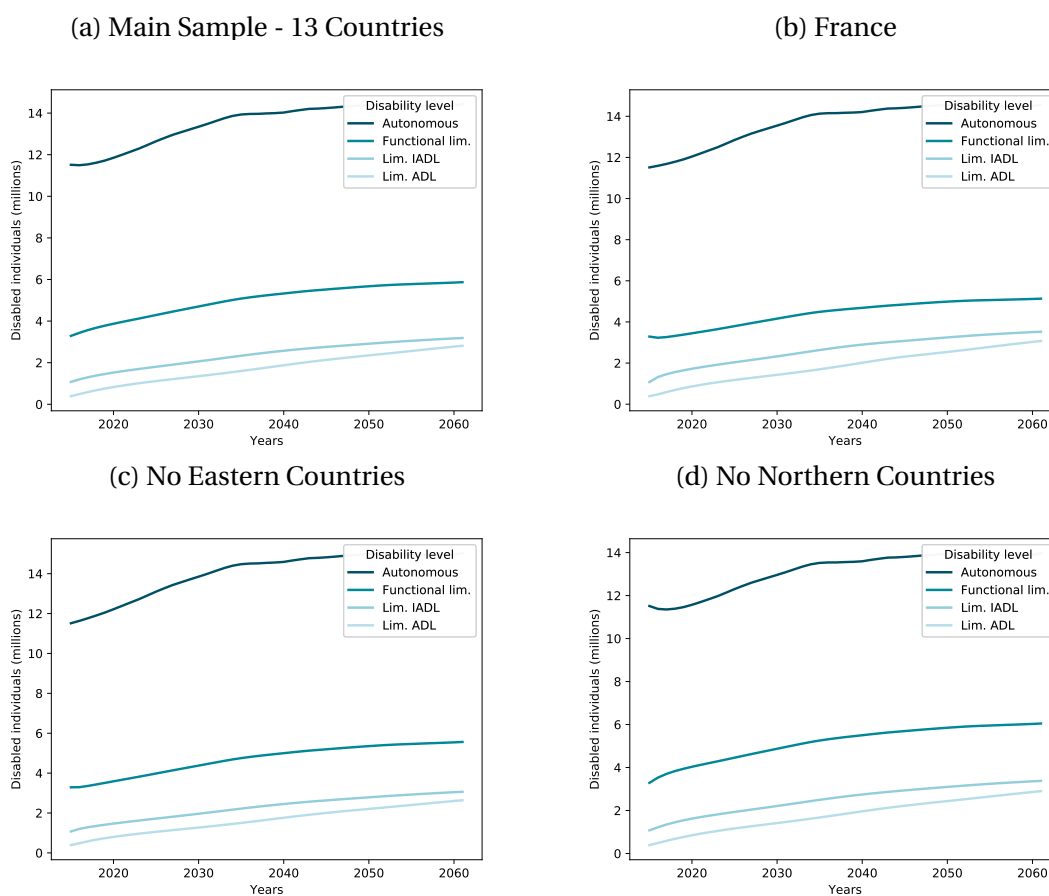 (a) Main Sample - 13 Countries
Disabled individuals (millions)
14
12
10
8
6
4
2
0
2020 2030 2040 2050 2060
Years
Disability level
Autonomous
Functional lim.
Lim. IADL
Lim. ADL
(b) France
Disabled individuals (millions)
14
12
10
8
6
4
2
0
2020 2030 2040 2050 2060
Years
Disability level
Autonomous
Functional lim.
Lim. IADL
Lim. ADL
(c) No Eastern Countries
Disabled individuals (millions)
14
12
10
8
6
4
2
0
2020 2030 2040 2050 2060
Years
Disability level
Autonomous
Functional lim.
Lim. IADL
Lim. ADL
(d) No Northern Countries
Disabled individuals (millions)
14
12
10
8
6
4
2
0
2020 2030 2040 2050 2060
Years
Disability level
Autonomous
Functional lim.
Lim. IADL
Lim. ADL